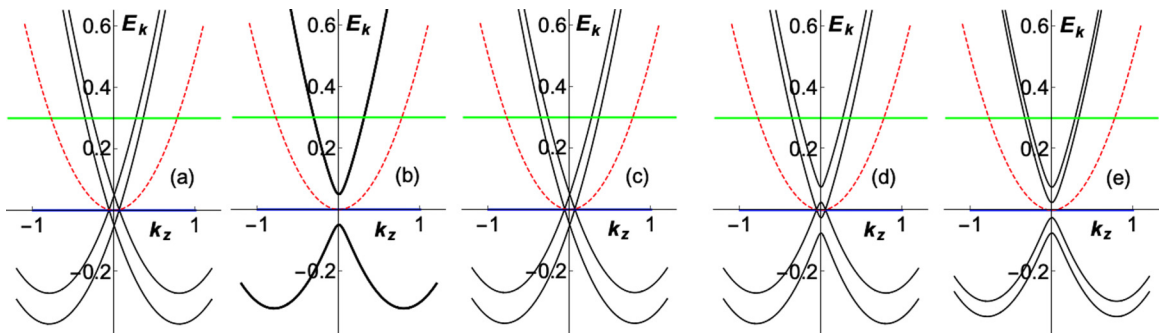 0.6 E_k 0.6 E_k 0.6 E_k 0.6 E_k 0.6 E_k
0.4 0.4 0.4 0.4 0.4
0.2 (a) 0.2 (b) 0.2 (c) 0.2 (d) 0.2 (e)
−1 k_z 1 −1 k_z 1 −1 k_z 1 −1 k_z 1 −1 k_z 1
−0.2 −0.2 −0.2 −0.2 −0.2